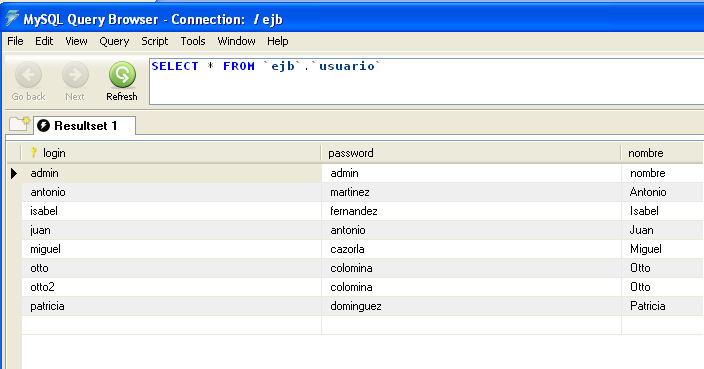 MySQL Query Browser - Connection: / ejb
File Edit View Query Script Tools Window Help
SELECT * FROM `ejb`.`usuario`
Go back Next Refresh
Resultset 1
login password nombre
admin admin nombre
antonio martinez Antonio
isabel fernandez Isabel
juan antonio Juan
miguel cazorla Miguel
otto colomina Otto
otto2 colomina Otto
patricia dominguez Patricia